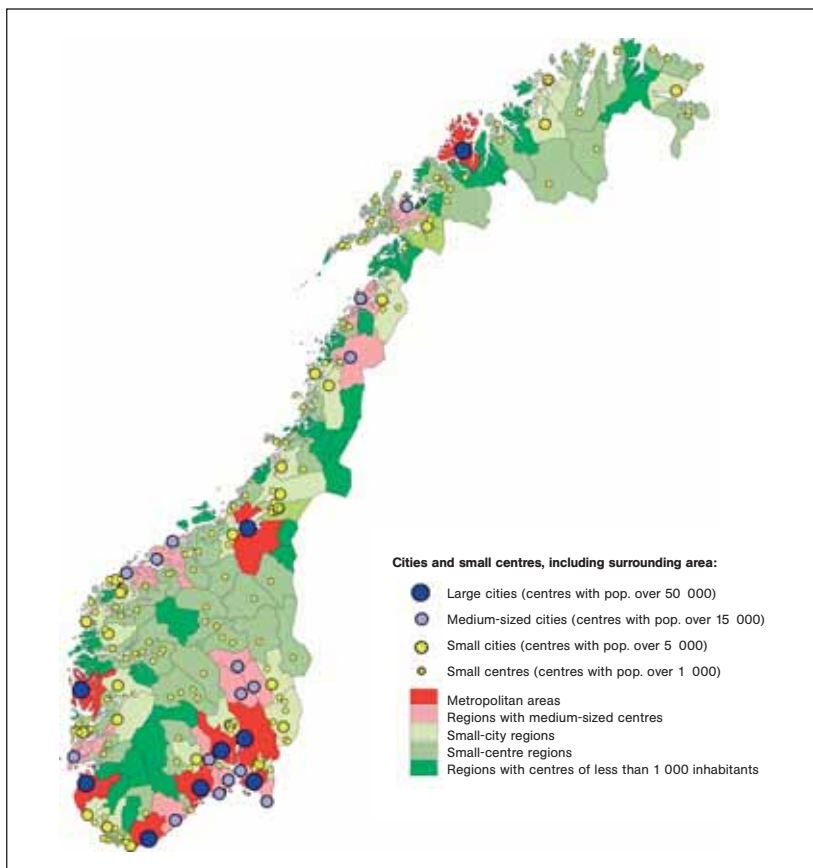 Cities and small centres, including surrounding area:
Large cities (centres with pop. over 50 000)
Medium-sized cities (centres with pop. over 15 000)
Small cities (centres with pop. over 5 000)
Small centres (centres with pop. over 1 000)
Metropolitan areas
Regions with medium-sized centres
Small-city regions
Small-centre regions
Regions with centres of less than 1 000 inhabitants